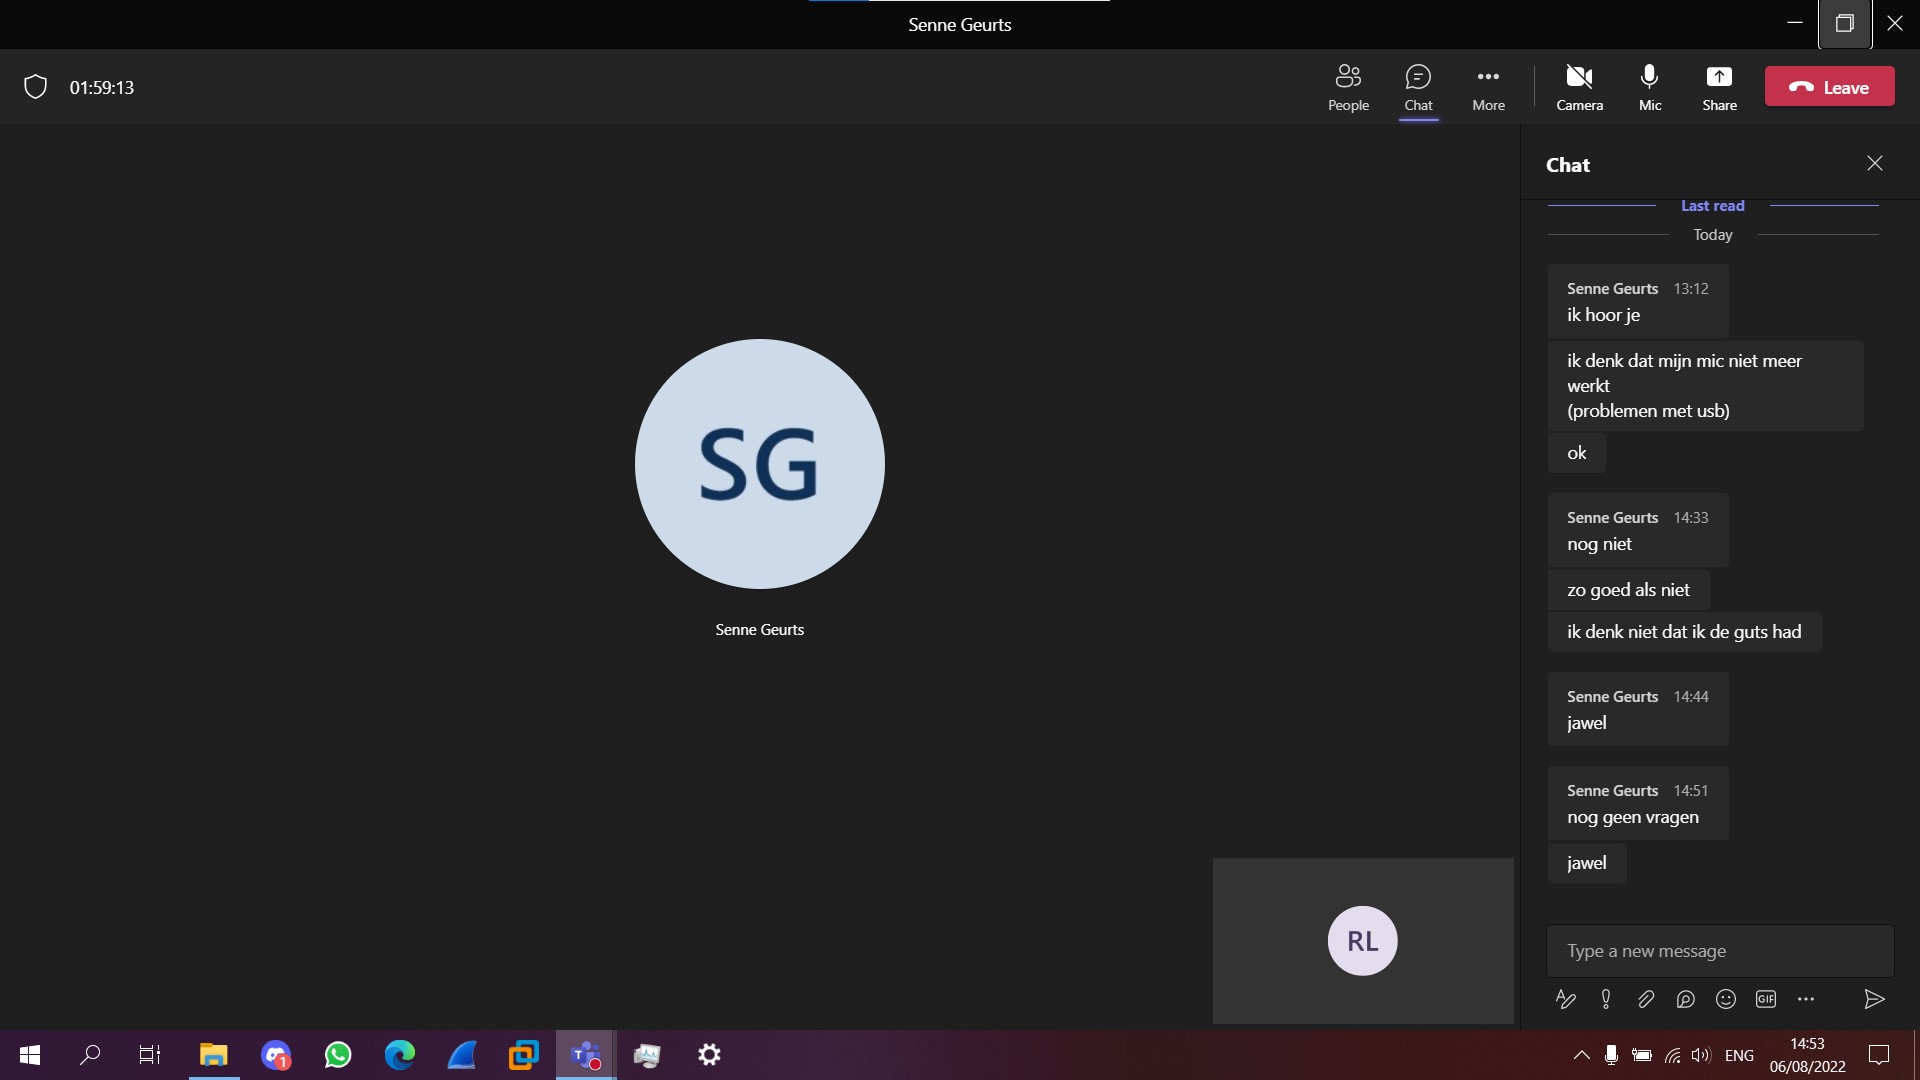 Senne Geurts
01:59:13
People
Chat
More
Camera
Mic
Share
Leave
Chat
Last read
Today
Senne Geurts 13:12
ik hoor je
ik denk dat mijn mic niet meer
werkt
(problemen met usb)
ok
Senne Geurts 14:33
nog niet
zo goed als niet
ik denk niet dat ik de guts had
Senne Geurts 14:44
jawel
Senne Geurts 14:51
nog geen vragen
jawel
SG
Senne Geurts
RL
Type a new message
GIF
1
T
ENG
14:53
06/08/2022